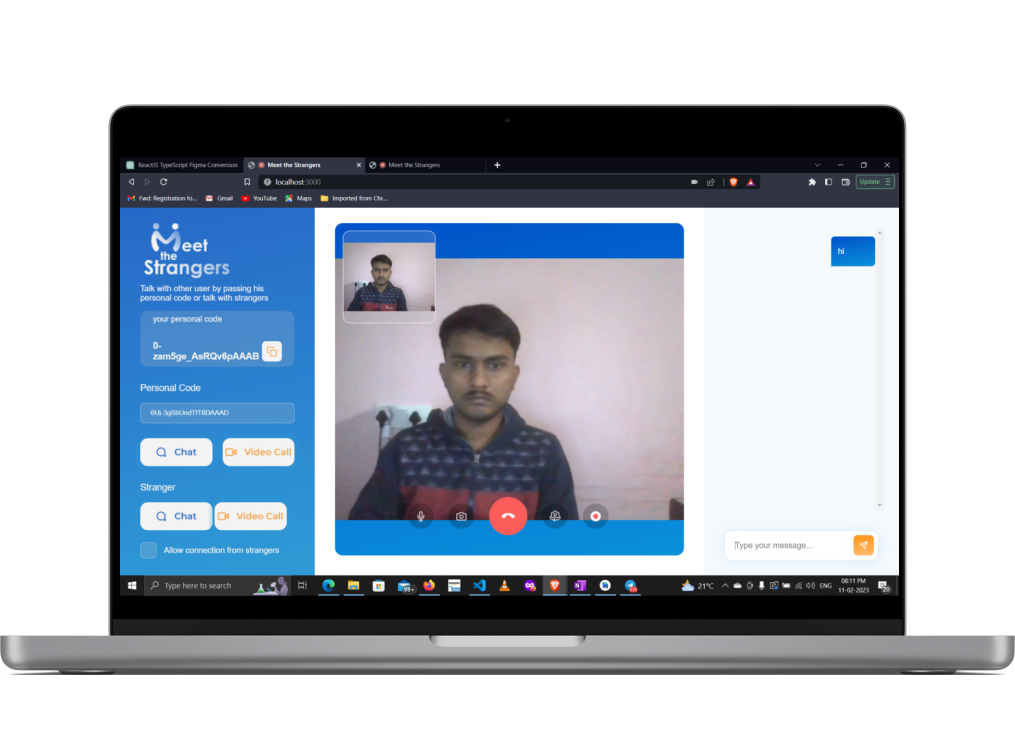 ReactJS TypeScript Figma Conversion
Meet the Strangers
Meet the Strangers
localhost:3000
Update
Fwd: Registration fo...
Gmail
YouTube
Maps
Imported from Chr...
Meet
the
Strangers
Talk with other user by passing his
personal code or talk with strangers
your personal code
0-
zam5ge_AsRQv6pAAAB
Personal Code
Chat
Video Call
Stranger
Chat
Video Call
Allow connection from strangers
hi
Type your message...
Type here to search
99+
21°C
ENG
08:11 PM
11-02-2023
20